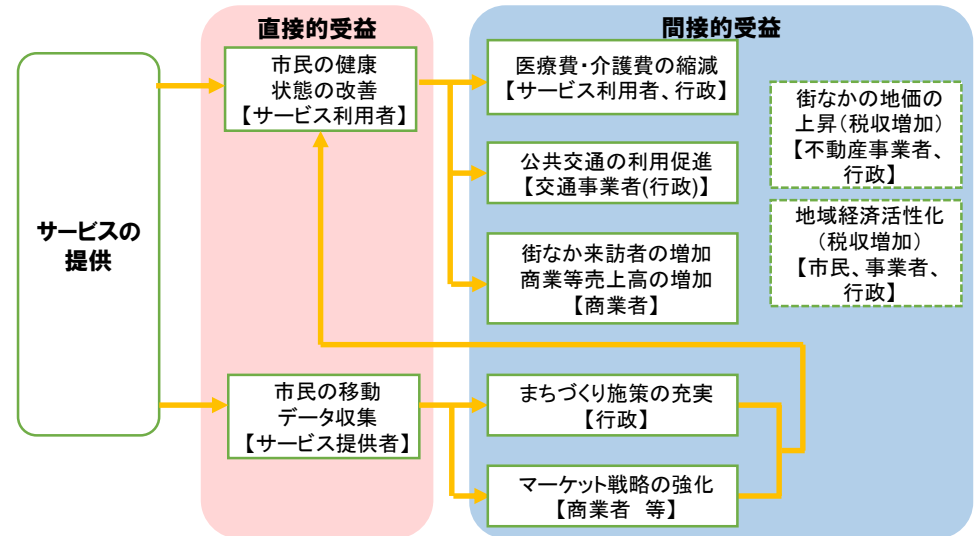 直接的受益
間接的受益
サービスの
提供
市民の健康
状態の改善
【サービス利用者】
市民の移動
データ収集
【サービス提供者】
医療費・介護費の縮減
【サービス利用者、行政】
公共交通の利用促進
【交通事業者(行政)】
街なか来訪者の増加
商業等売上高の増加
【商業者】
まちづくり施策の充実
【行政】
マーケット戦略の強化
【商業者 等】
街なかの地価の
上昇(税収増加)
【不動産事業者、
行政】
地域経済活性化
(税収増加)
【市民、事業者、
行政】